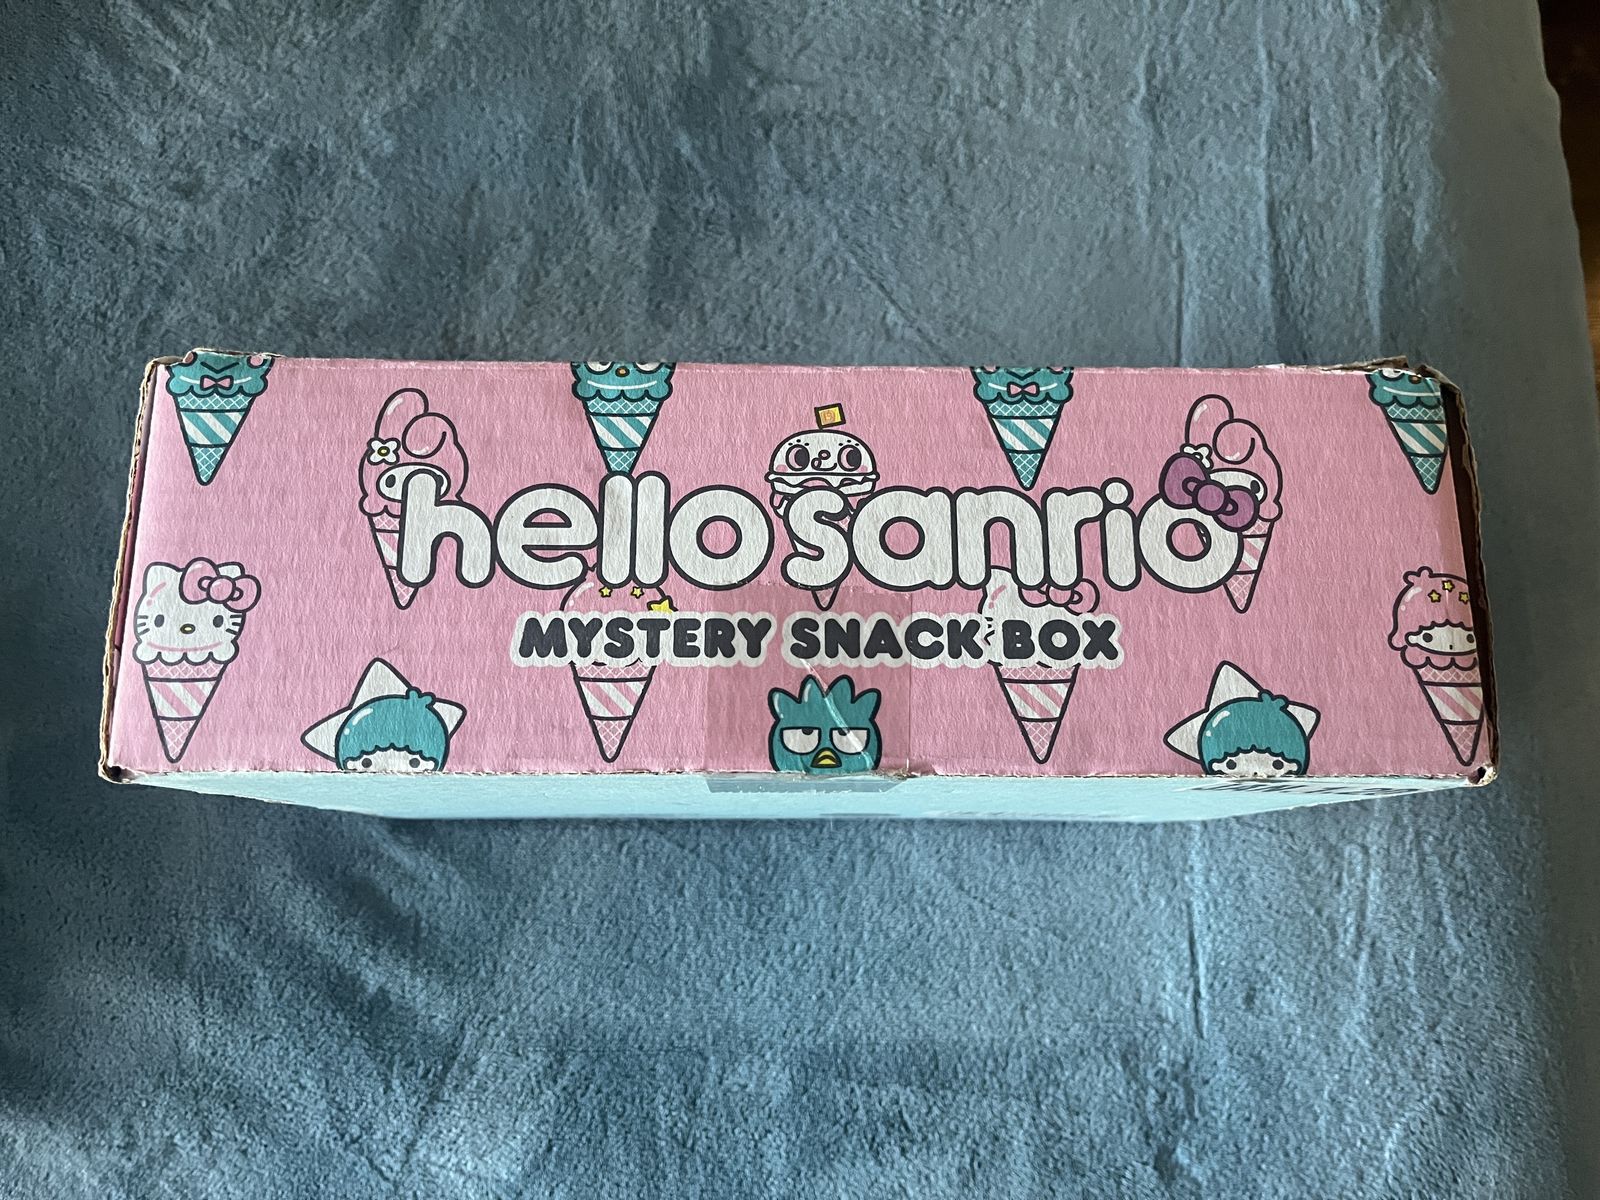 hello sanrio
MYSTERY SNACK BOX